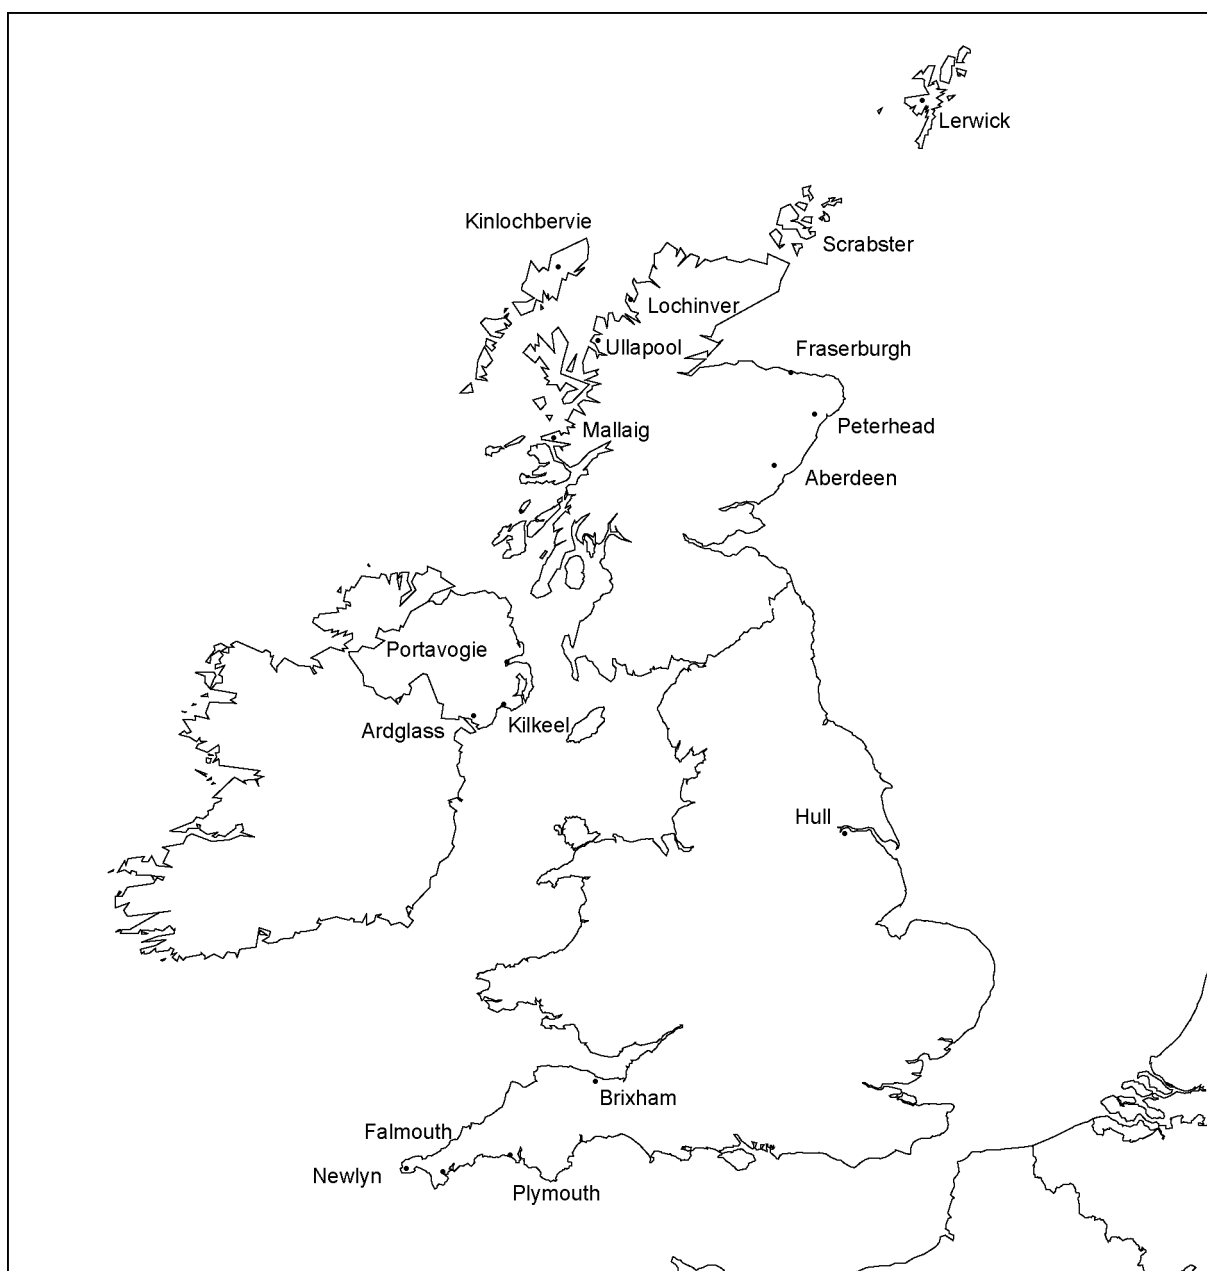 Lerwick
Kinlochbervie
Scrabster
Lochinver
Ullapool
Fraserburgh
Mallaig
Peterhead
Aberdeen
Portavogie
Ardglass
Kilkeel
Hull
Brixham
Falmouth
Newlyn
Plymouth